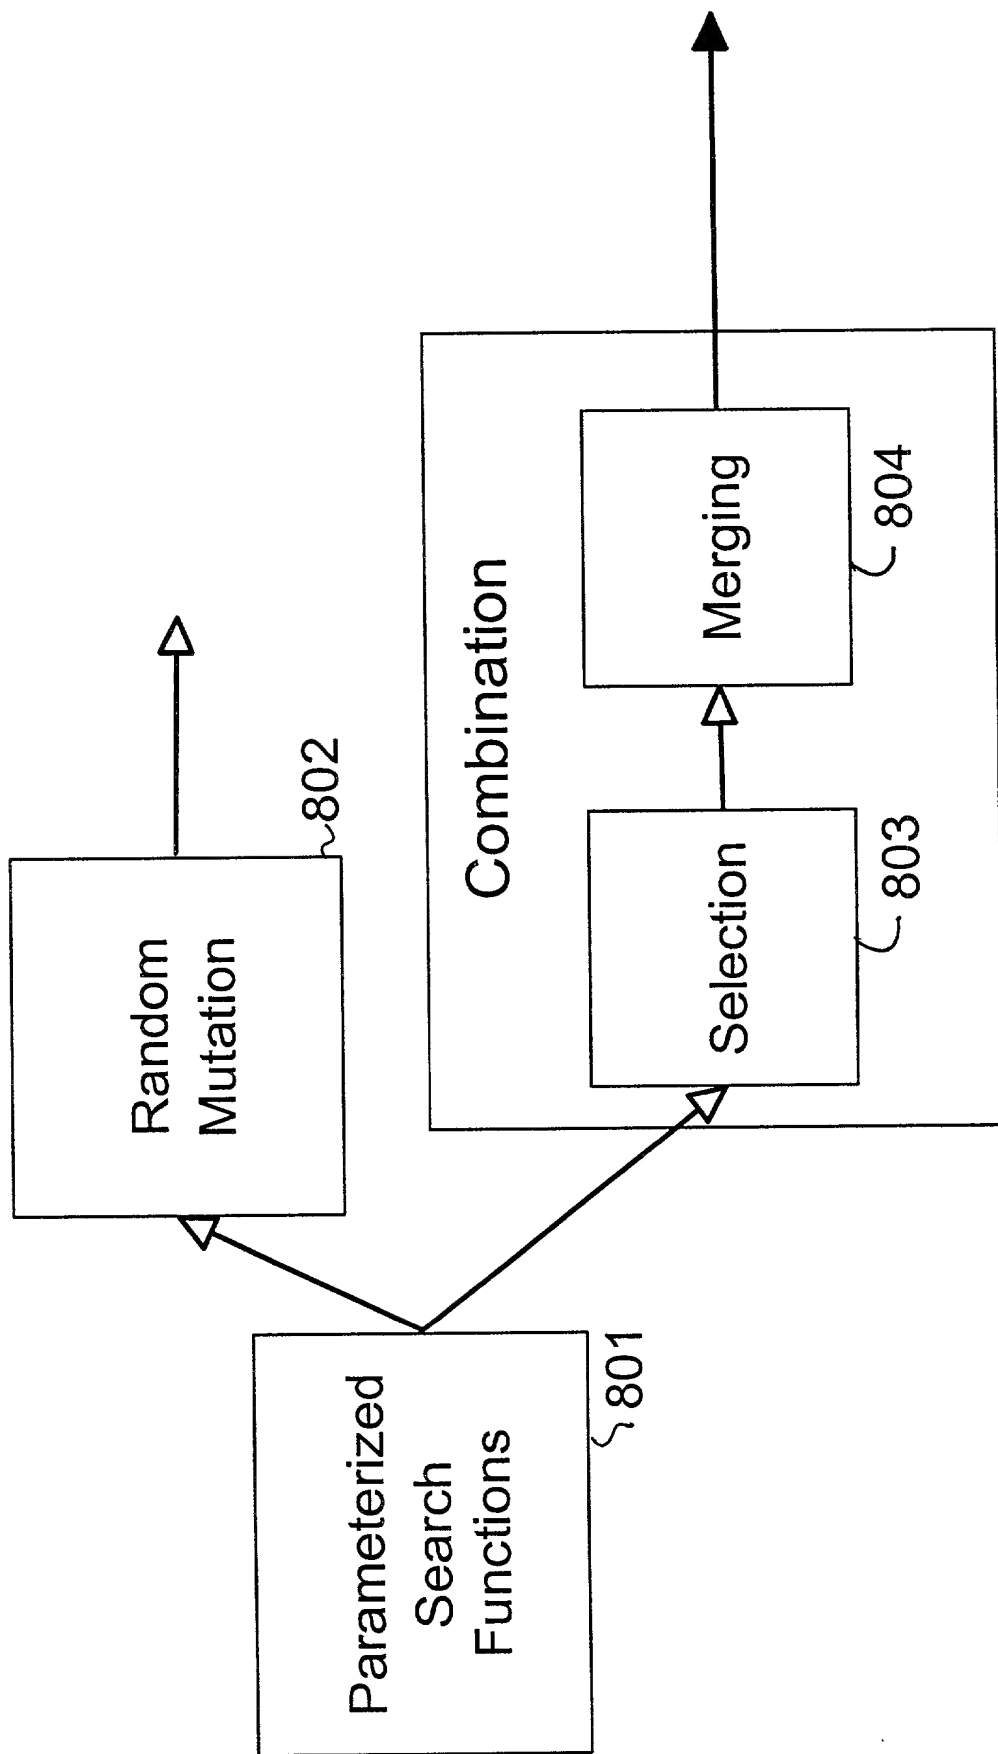 Parameterized
Search
Functions
801
Random
Mutation
802
Combination
Selection
803
Merging
804